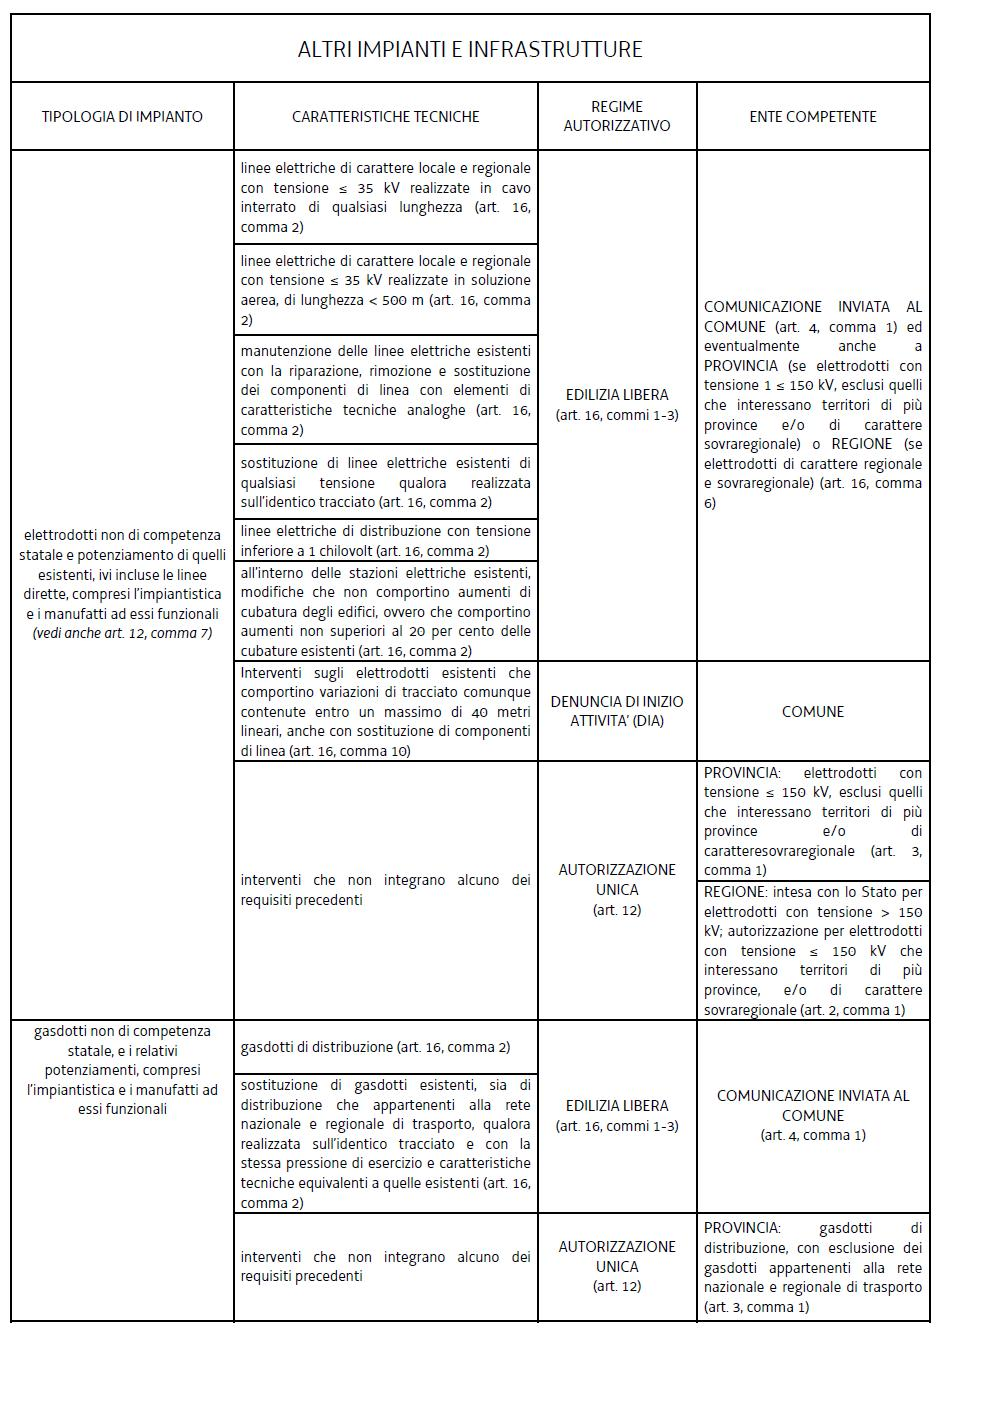 ALTRI IMPIANTI E INFRASTRUTTURE
TIPOLOGIA DI IMPIANTO
CARATTERISTICHE TECNICHE
REGIME
AUTORIZZATIVO
ENTE COMPETENTE
elettrodotti non di competenza
statale e potenziamento di quelli
esistenti, ivi incluse le linee
dirette, compresi l'impiantistica
e i manufatti ad essi funzionali
(vedi anche art. 12, comma 7)
linee elettriche di carattere locale e regionale
con tensione ≤ 35 kV realizzate in cavo
interrato di qualsiasi lunghezza (art. 16,
comma 2)
linee elettriche di carattere locale e regionale
con tensione ≤ 35 kV realizzate in soluzione
aerea, di lunghezza < 500 m (art. 16, comma
2)
manutenzione delle linee elettriche esistenti
con la riparazione, rimozione e sostituzione
dei componenti di linea con elementi di
caratteristiche tecniche analoghe (art. 16,
comma 2)
sostituzione di linee elettriche esistenti di
qualsiasi tensione qualora realizzata
sull'identico tracciato (art. 16, comma 2)
linee elettriche di distribuzione con tensione
inferiore a 1 chilovolt (art. 16, comma 2)
all'interno delle stazioni elettriche esistenti,
modifiche che non comportino aumenti di
cubatura degli edifici, ovvero che comportino
aumenti non superiori al 20 per cento delle
cubature esistenti (art. 16, comma 2)
EDILIZIA LIBERA
(art. 16, commi 1-3)
COMUNICAZIONE INVIATA AL
COMUNE (art. 4, comma 1) ed
eventualmente anche a
PROVINCIA (se elettrodotti con
tensione 1 ≤ 150 kV, esclusi quelli
che interessano territori di più
province e/o di carattere
sovraregionale) o REGIONE (se
elettrodotti di carattere regionale
e sovraregionale) (art. 16, comma
6)
Interventi sugli elettrodotti esistenti che
comportino variazioni di tracciato comunque
contenute entro un massimo di 40 metri
lineari, anche con sostituzione di componenti
di linea (art. 16, comma 10)
DENUNCIA DI INIZIO
ATTIVITA' (DIA)
COMUNE
interventi che non integrano alcuno dei
requisiti precedenti
AUTORIZZAZIONE
UNICA
(art. 12)
PROVINCIA: elettrodotti con
tensione ≤ 150 kV, esclusi quelli
che interessano territori di più
province e/o di
caratteresovraregionale (art. 3,
comma 1)
REGIONE: intesa con lo Stato per
elettrodotti con tensione > 150
kV; autorizzazione per elettrodotti
con tensione ≤ 150 kV che
interessano territori di più
province, e/o di carattere
sovraregionale (art. 2, comma 1)
gasdotti non di competenza
statale, e i relativi
potenziamenti, compresi
l'impiantistica e i manufatti ad
essi funzionali
gasdotti di distribuzione (art. 16, comma 2)
sostituzione di gasdotti esistenti, sia di
distribuzione che appartenenti alla rete
nazionale e regionale di trasporto, qualora
realizzata sull'identico tracciato e con la
stessa pressione di esercizio e caratteristiche
tecniche equivalenti a quelle esistenti (art. 16,
comma 2)
EDILIZIA LIBERA
(art. 16, commi 1-3)
COMUNICAZIONE INVIATA AL
COMUNE
(art. 4, comma 1)
interventi che non integrano alcuno dei
requisiti precedenti
AUTORIZZAZIONE
UNICA
(art. 12)
PROVINCIA: gasdotti di
distribuzione, con esclusione dei
gasdotti appartenenti alla rete
nazionale e regionale di trasporto
(art. 3, comma 1)